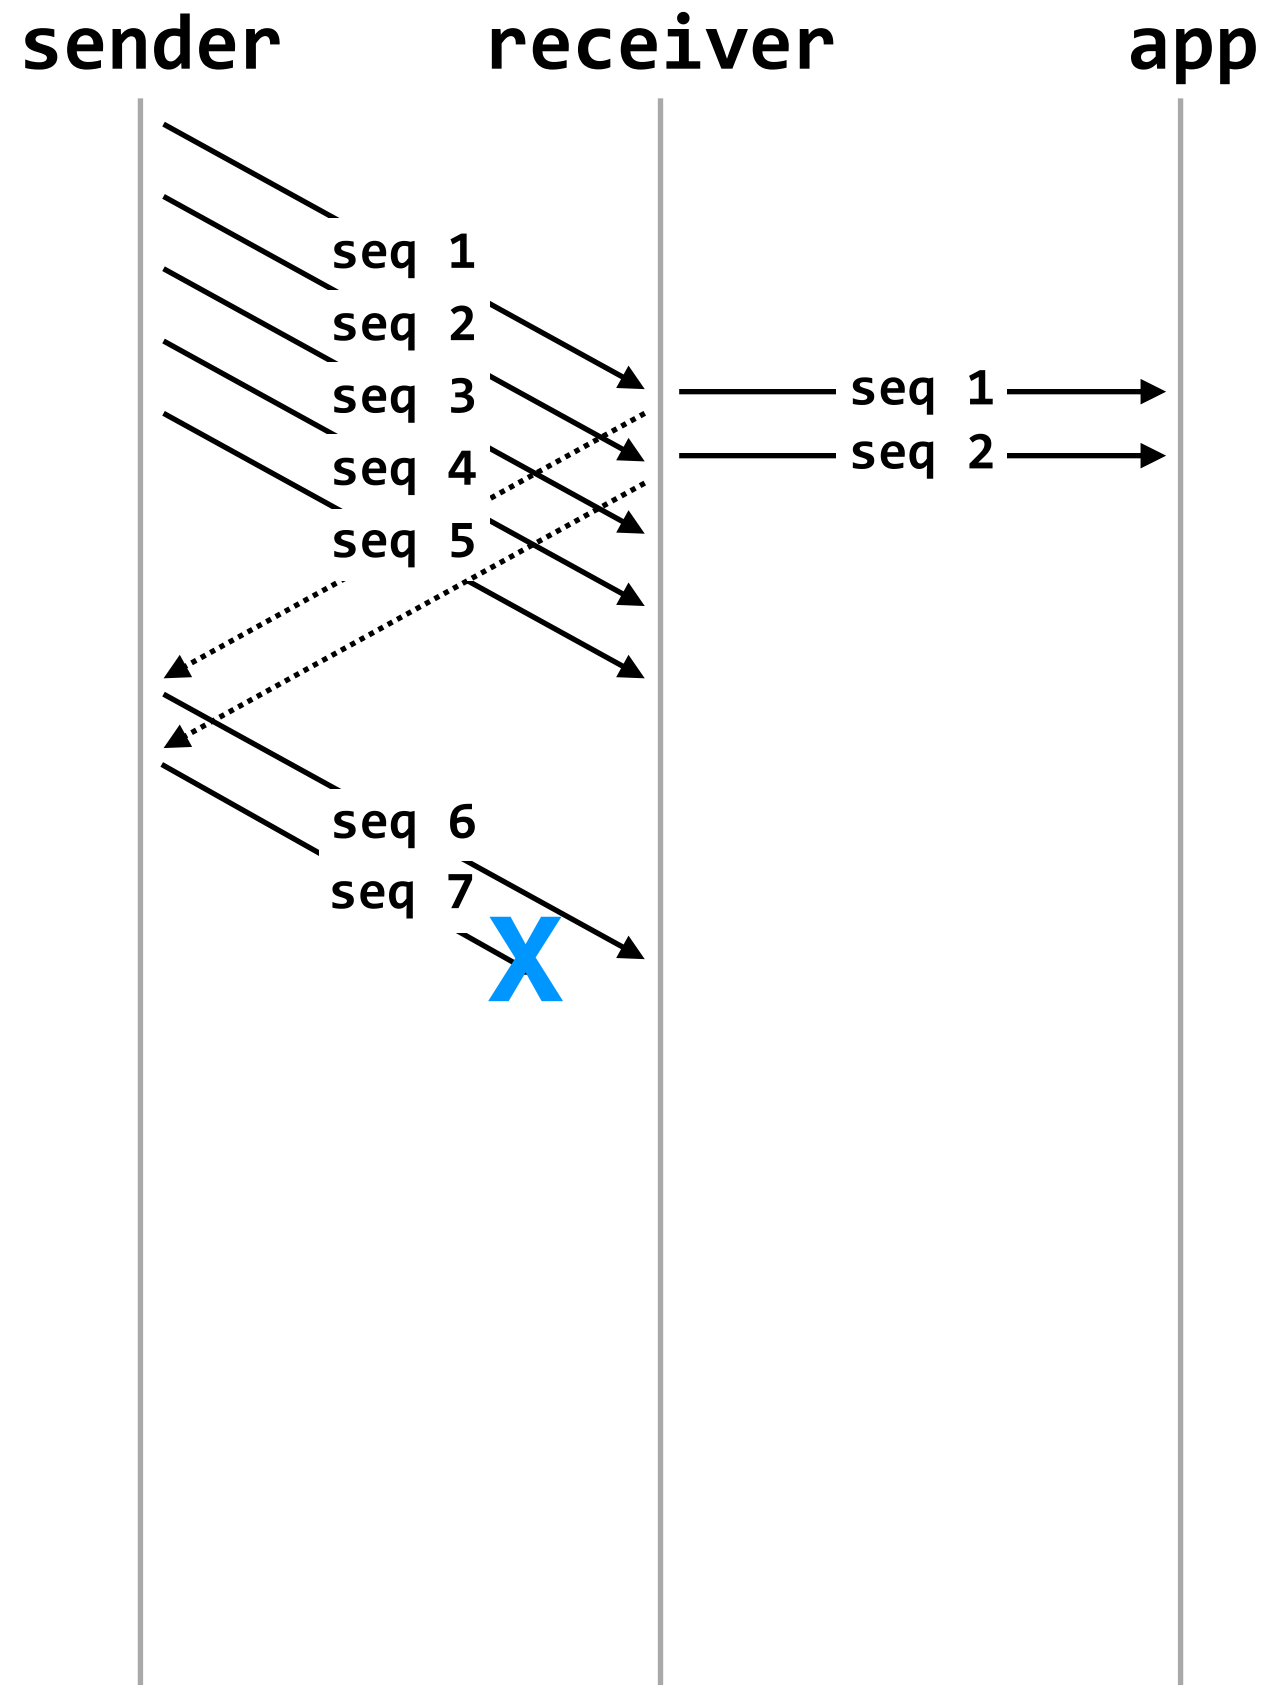 sender receiver app
seq 1
seq 2
seq 3
seq 4
seq 5
seq 1
seq 2
seq 6
seq 7
X